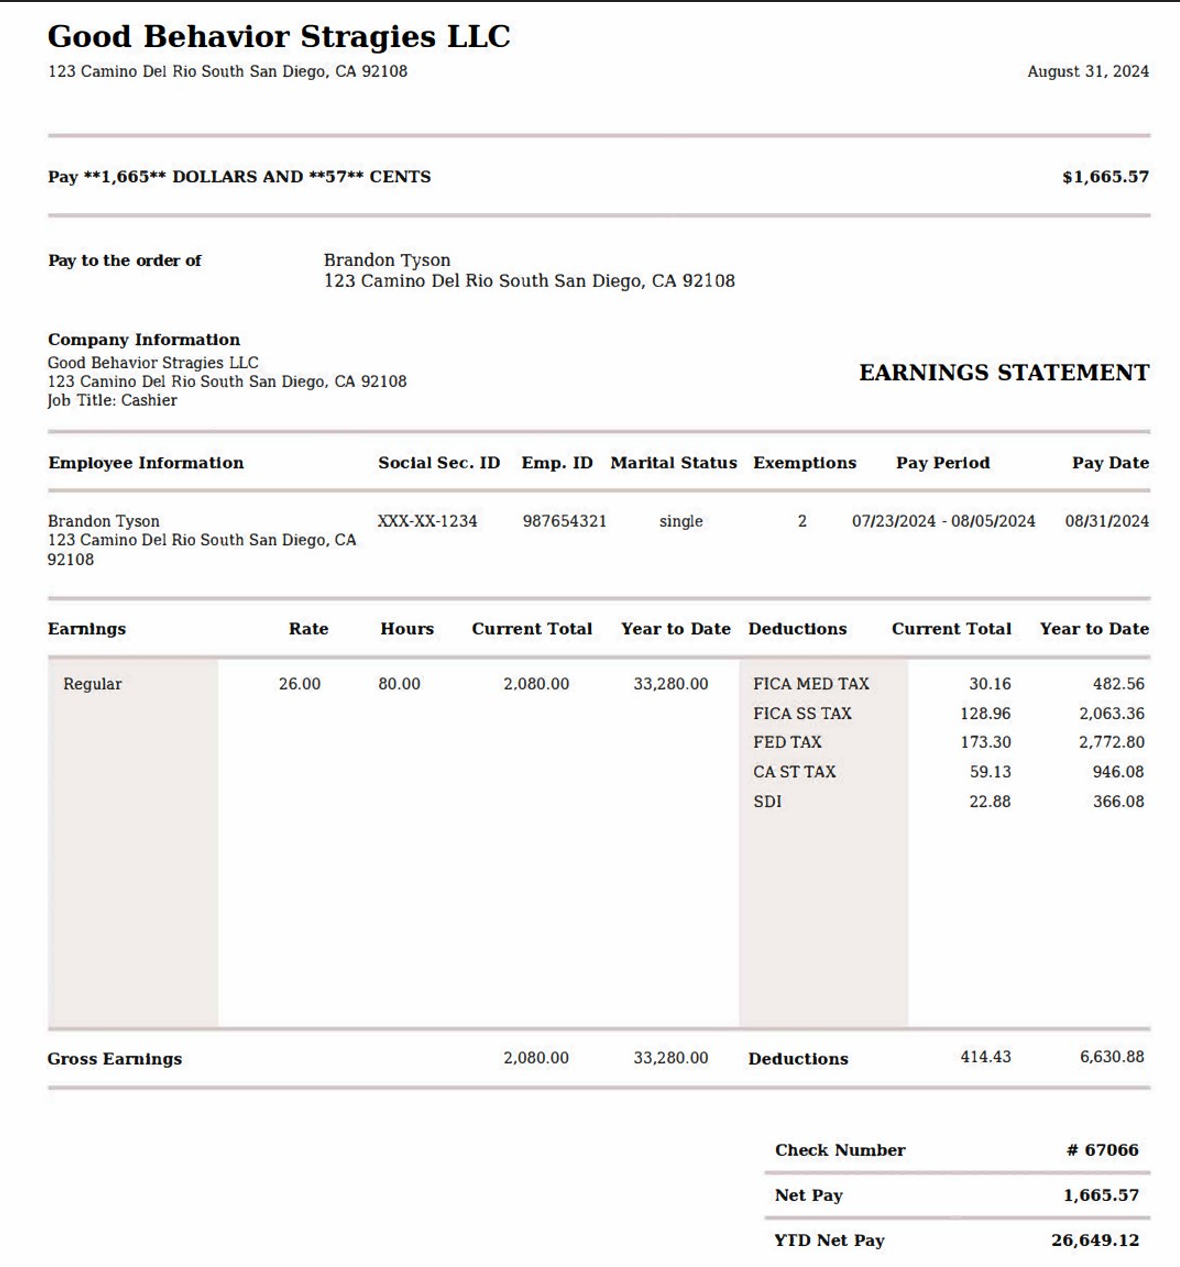 Good Behavior Stragies LLC
123 Camino Del Rio South San Diego, CA 92108 August 31, 2024
Pay **1,665** DOLLARS AND **57** CENTS $1,665.57
Pay to the order of Brandon Tyson
123 Camino Del Rio South San Diego, CA 92108
Company Information
Good Behavior Stragies LLC
123 Camino Del Rio South San Diego, CA 92108
Job Title: Cashier
EARNINGS STATEMENT
Employee Information Social Sec. ID Emp. ID Marital Status Exemptions Pay Period Pay Date
Brandon Tyson XXX-XX-1234 987654321 single 2 07/23/2024 - 08/05/2024 08/31/2024
123 Camino Del Rio South San Diego, CA
92108
Earnings Rate Hours Current Total Year to Date Deductions Current Total Year to Date
Regular 26.00 80.00 2,080.00 33,280.00 FICA MED TAX 30.16 482.56
FICA SS TAX 128.96 2,063.36
FED TAX 173.30 2,772.80
CA ST TAX 59.13 946.08
SDI 22.88 366.08
Gross Earnings 2,080.00 33,280.00 Deductions 414.43 6,630.88
Check Number # 67066
Net Pay 1,665.57
YTD Net Pay 26,649.12